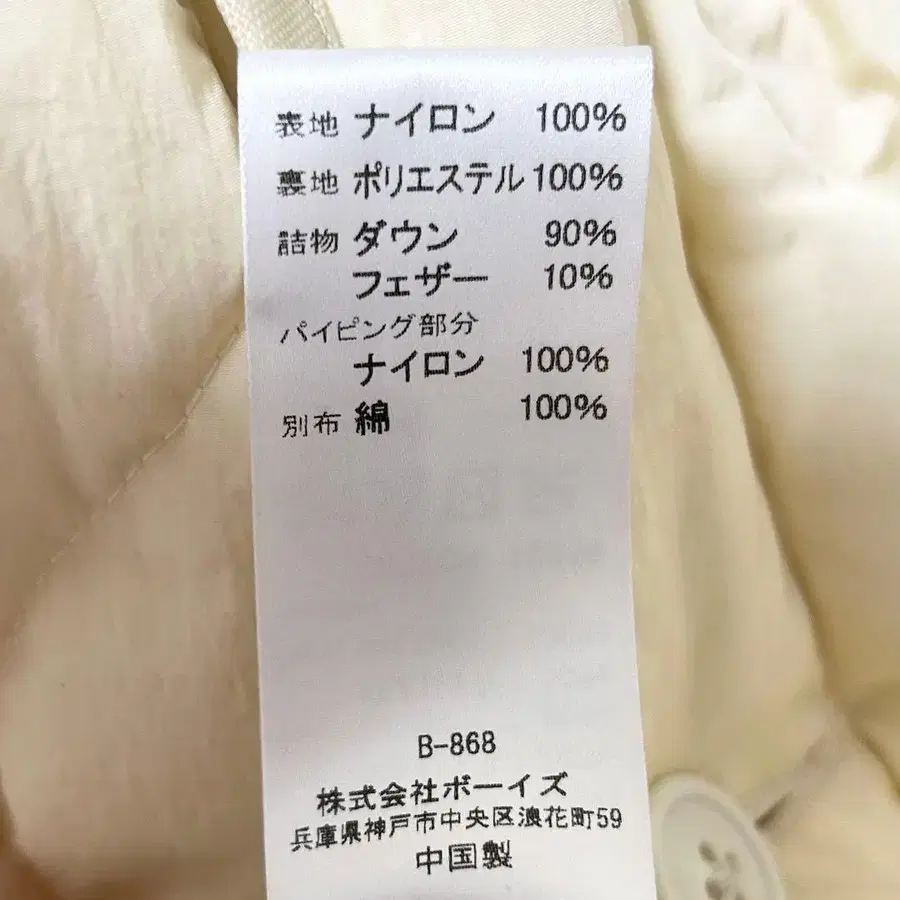 表地 ナイロン 100%
裏地 ポリエステル 100%
詰物 ダウン 90%
フェザー 10%
パイピング部分
ナイロン 100%
別布 綿 100%
B-868
株式会社ボーイズ
兵庫県神戸市中央区浪花町59
中国製